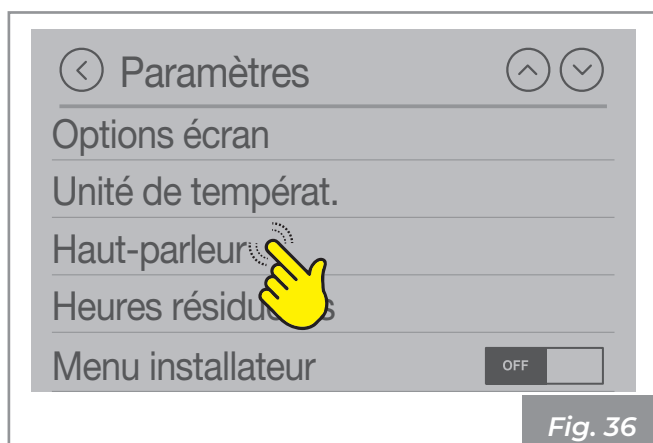 Paramètres
Options écran
Unité de températ.
Haut-parleur
Heures
Menu installateur
OFF
Fig. 36